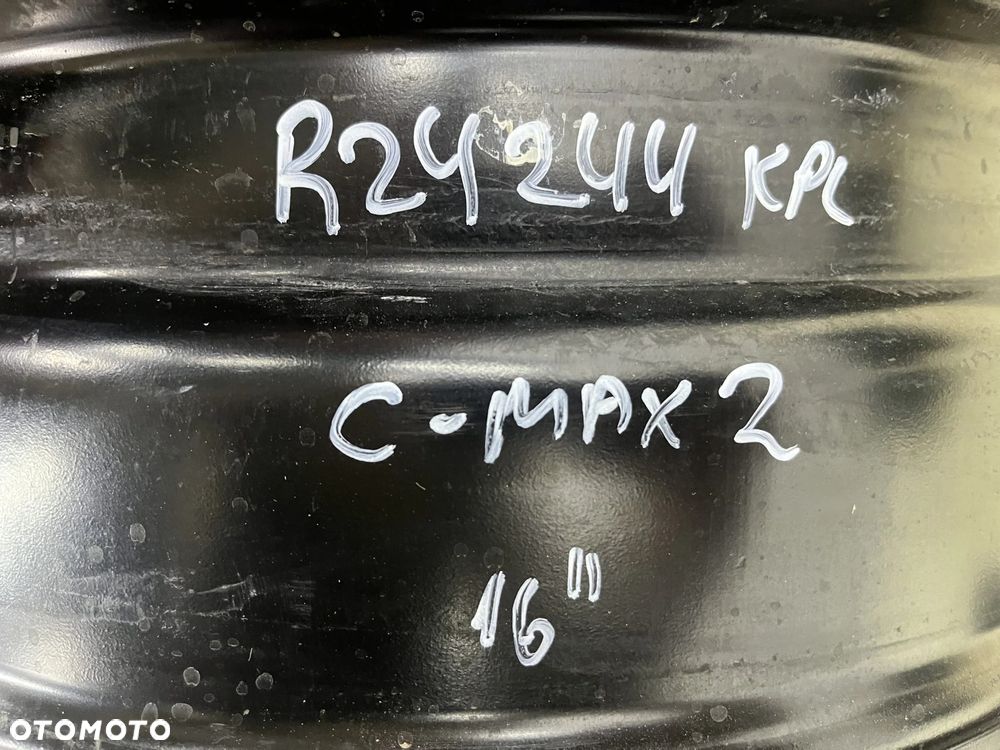 R24244 KPL
C-MAX 2
16"
OTOMOTO